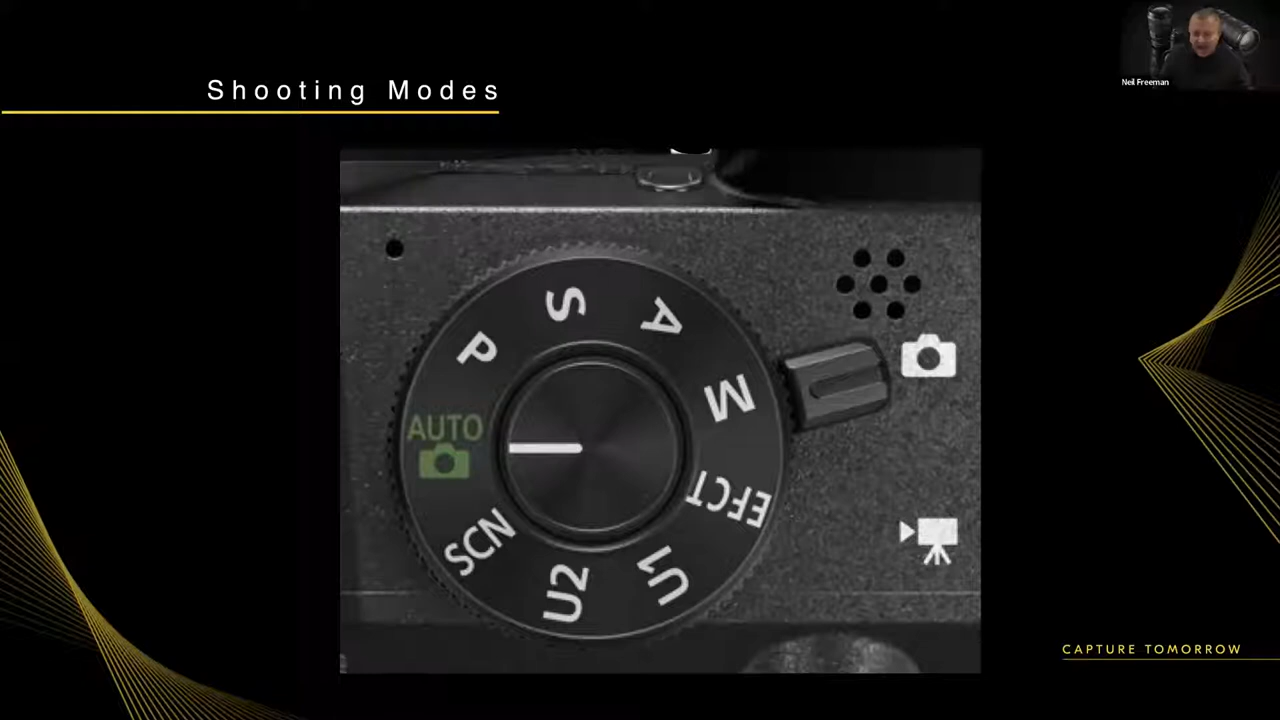 Neil Freeman
Shooting Modes
S
A
P
M
AUTO
EFCT
SCN
U1
U2
CAPTURE TOMORROW